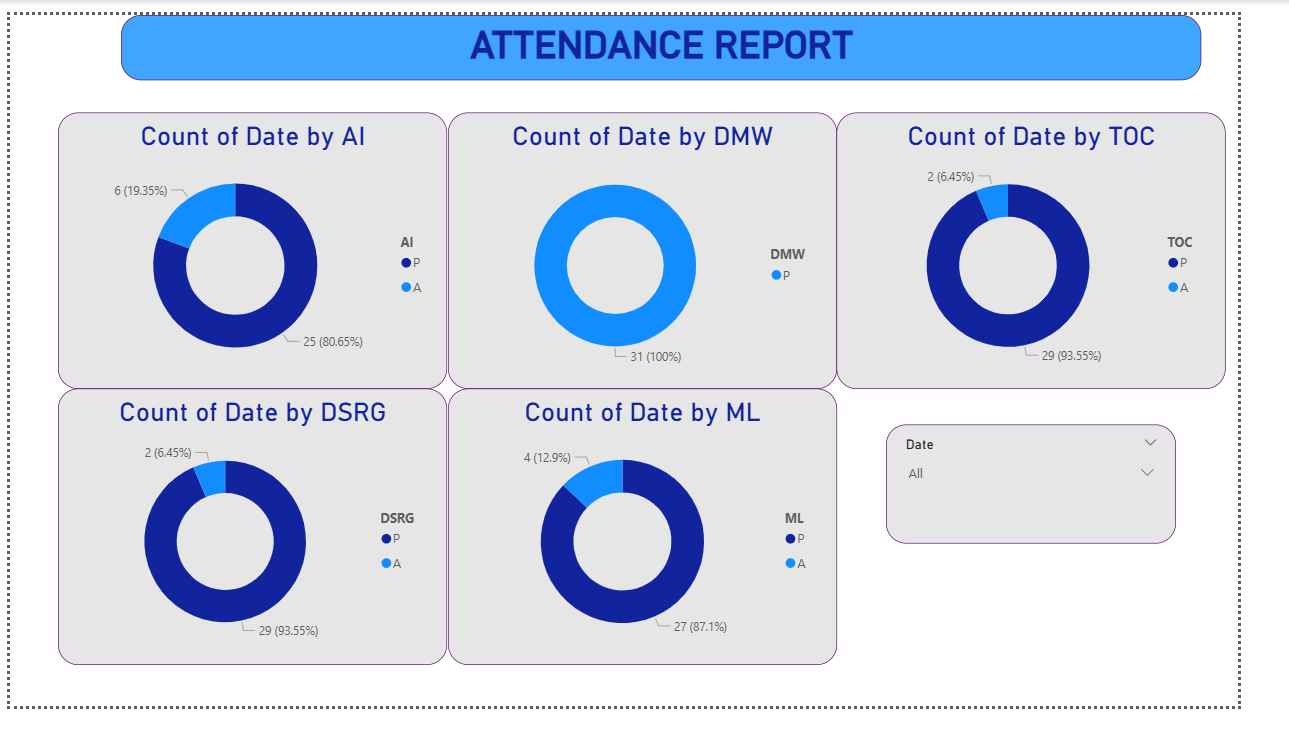 ATTENDANCE REPORT
Count of Date by AI
6 (19.35%)
25 (80.65%)
AI
P
A
Count of Date by DMW
31 (100%)
DMW
P
Count of Date by TOC
2 (6.45%)
29 (93.55%)
TOC
P
A
Count of Date by DSRG
2 (6.45%)
29 (93.55%)
DSRG
P
A
Count of Date by ML
4 (12.9%)
27 (87.1%)
ML
P
A
Date
All